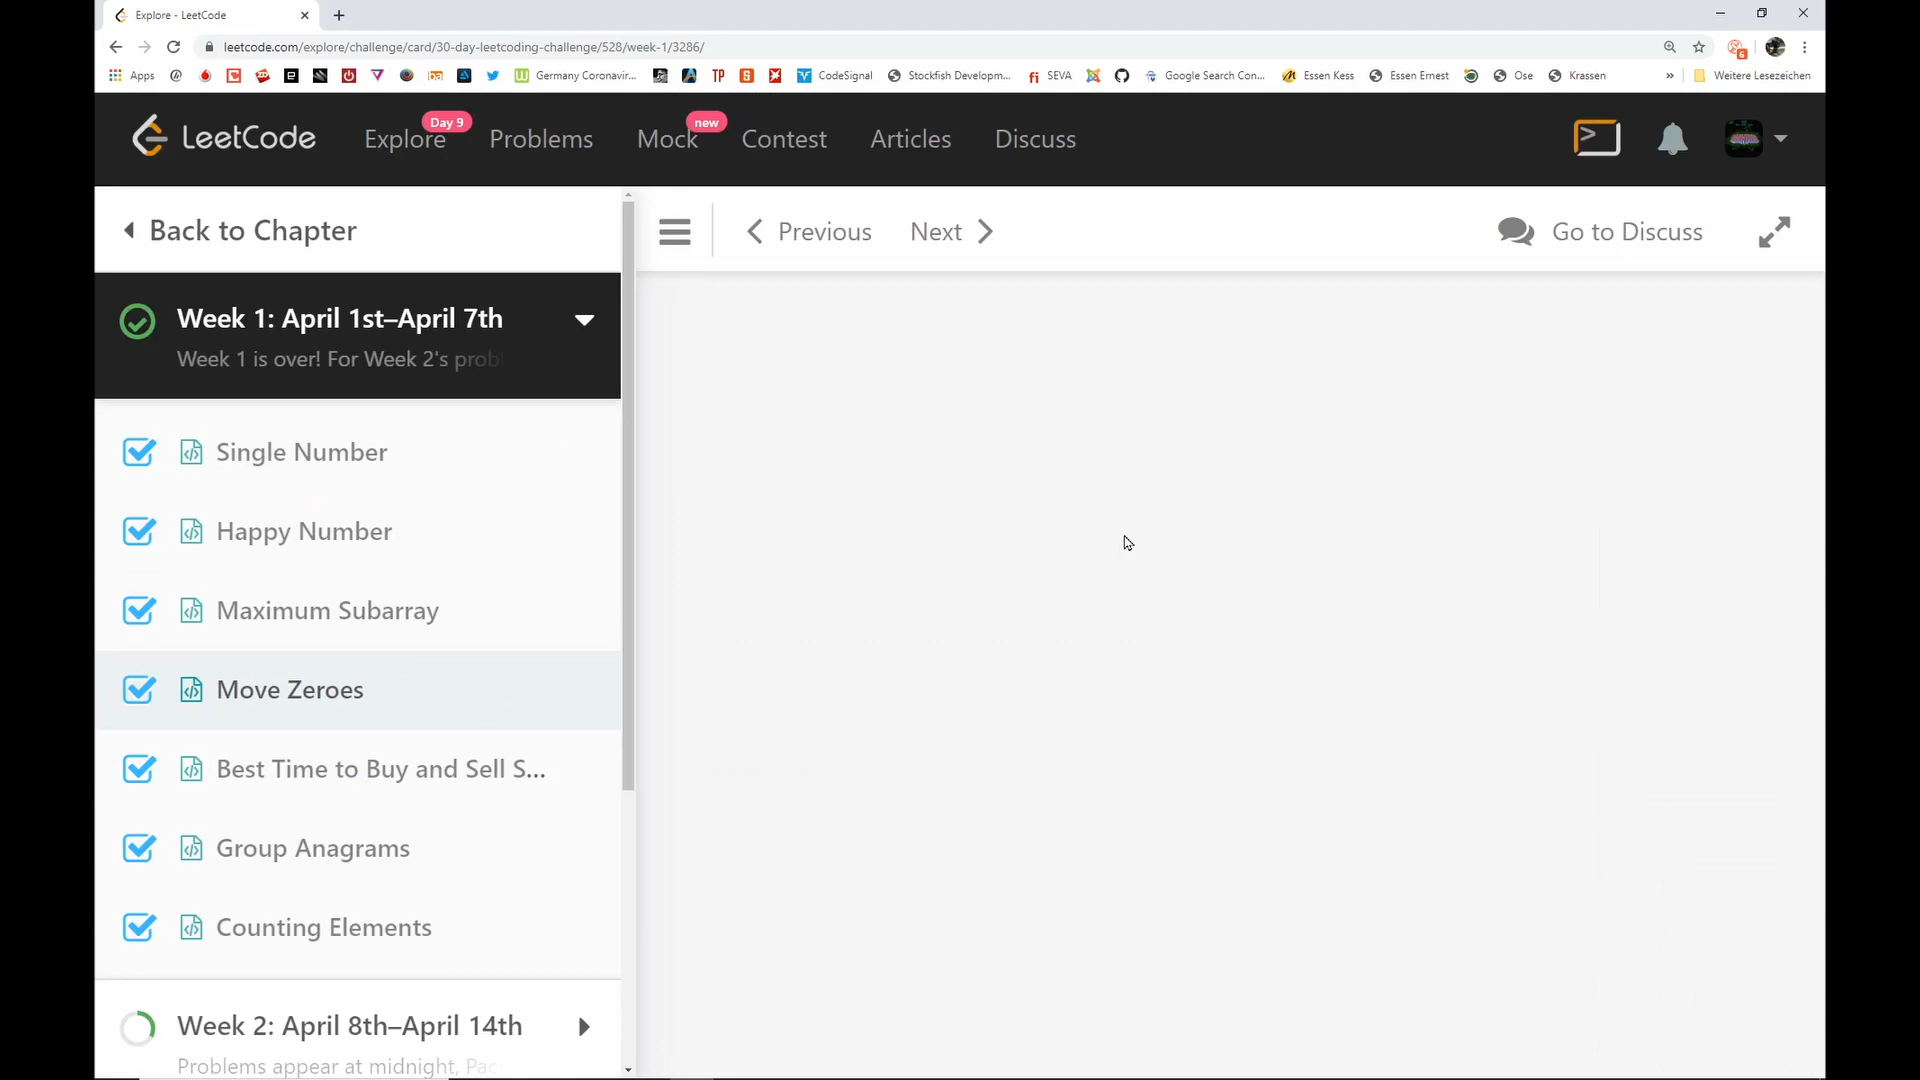 Explore - LeetCode
leetcode.com/explore/challenge/card/30-day-leetcoding-challenge/528/week-1/3286/
6
Apps
Germany Coronavir...
TP
CodeSignal
Stockfish Developm...
fi SEVA
Google Search Con...
Essen Kess
Essen Ernest
Ose
Krassen
»
Weitere Lesezeichen
LeetCode
Explore
Day 9
Problems
Mock
new
Contest
Articles
Discuss
Back to Chapter
Previous
Next
Go to Discuss
Week 1: April 1st–April 7th
Week 1 is over! For Week 2's prob
Single Number
Happy Number
Maximum Subarray
Move Zeroes
Best Time to Buy and Sell S...
Group Anagrams
Counting Elements
Week 2: April 8th–April 14th
Problems appear at midnight, Pac